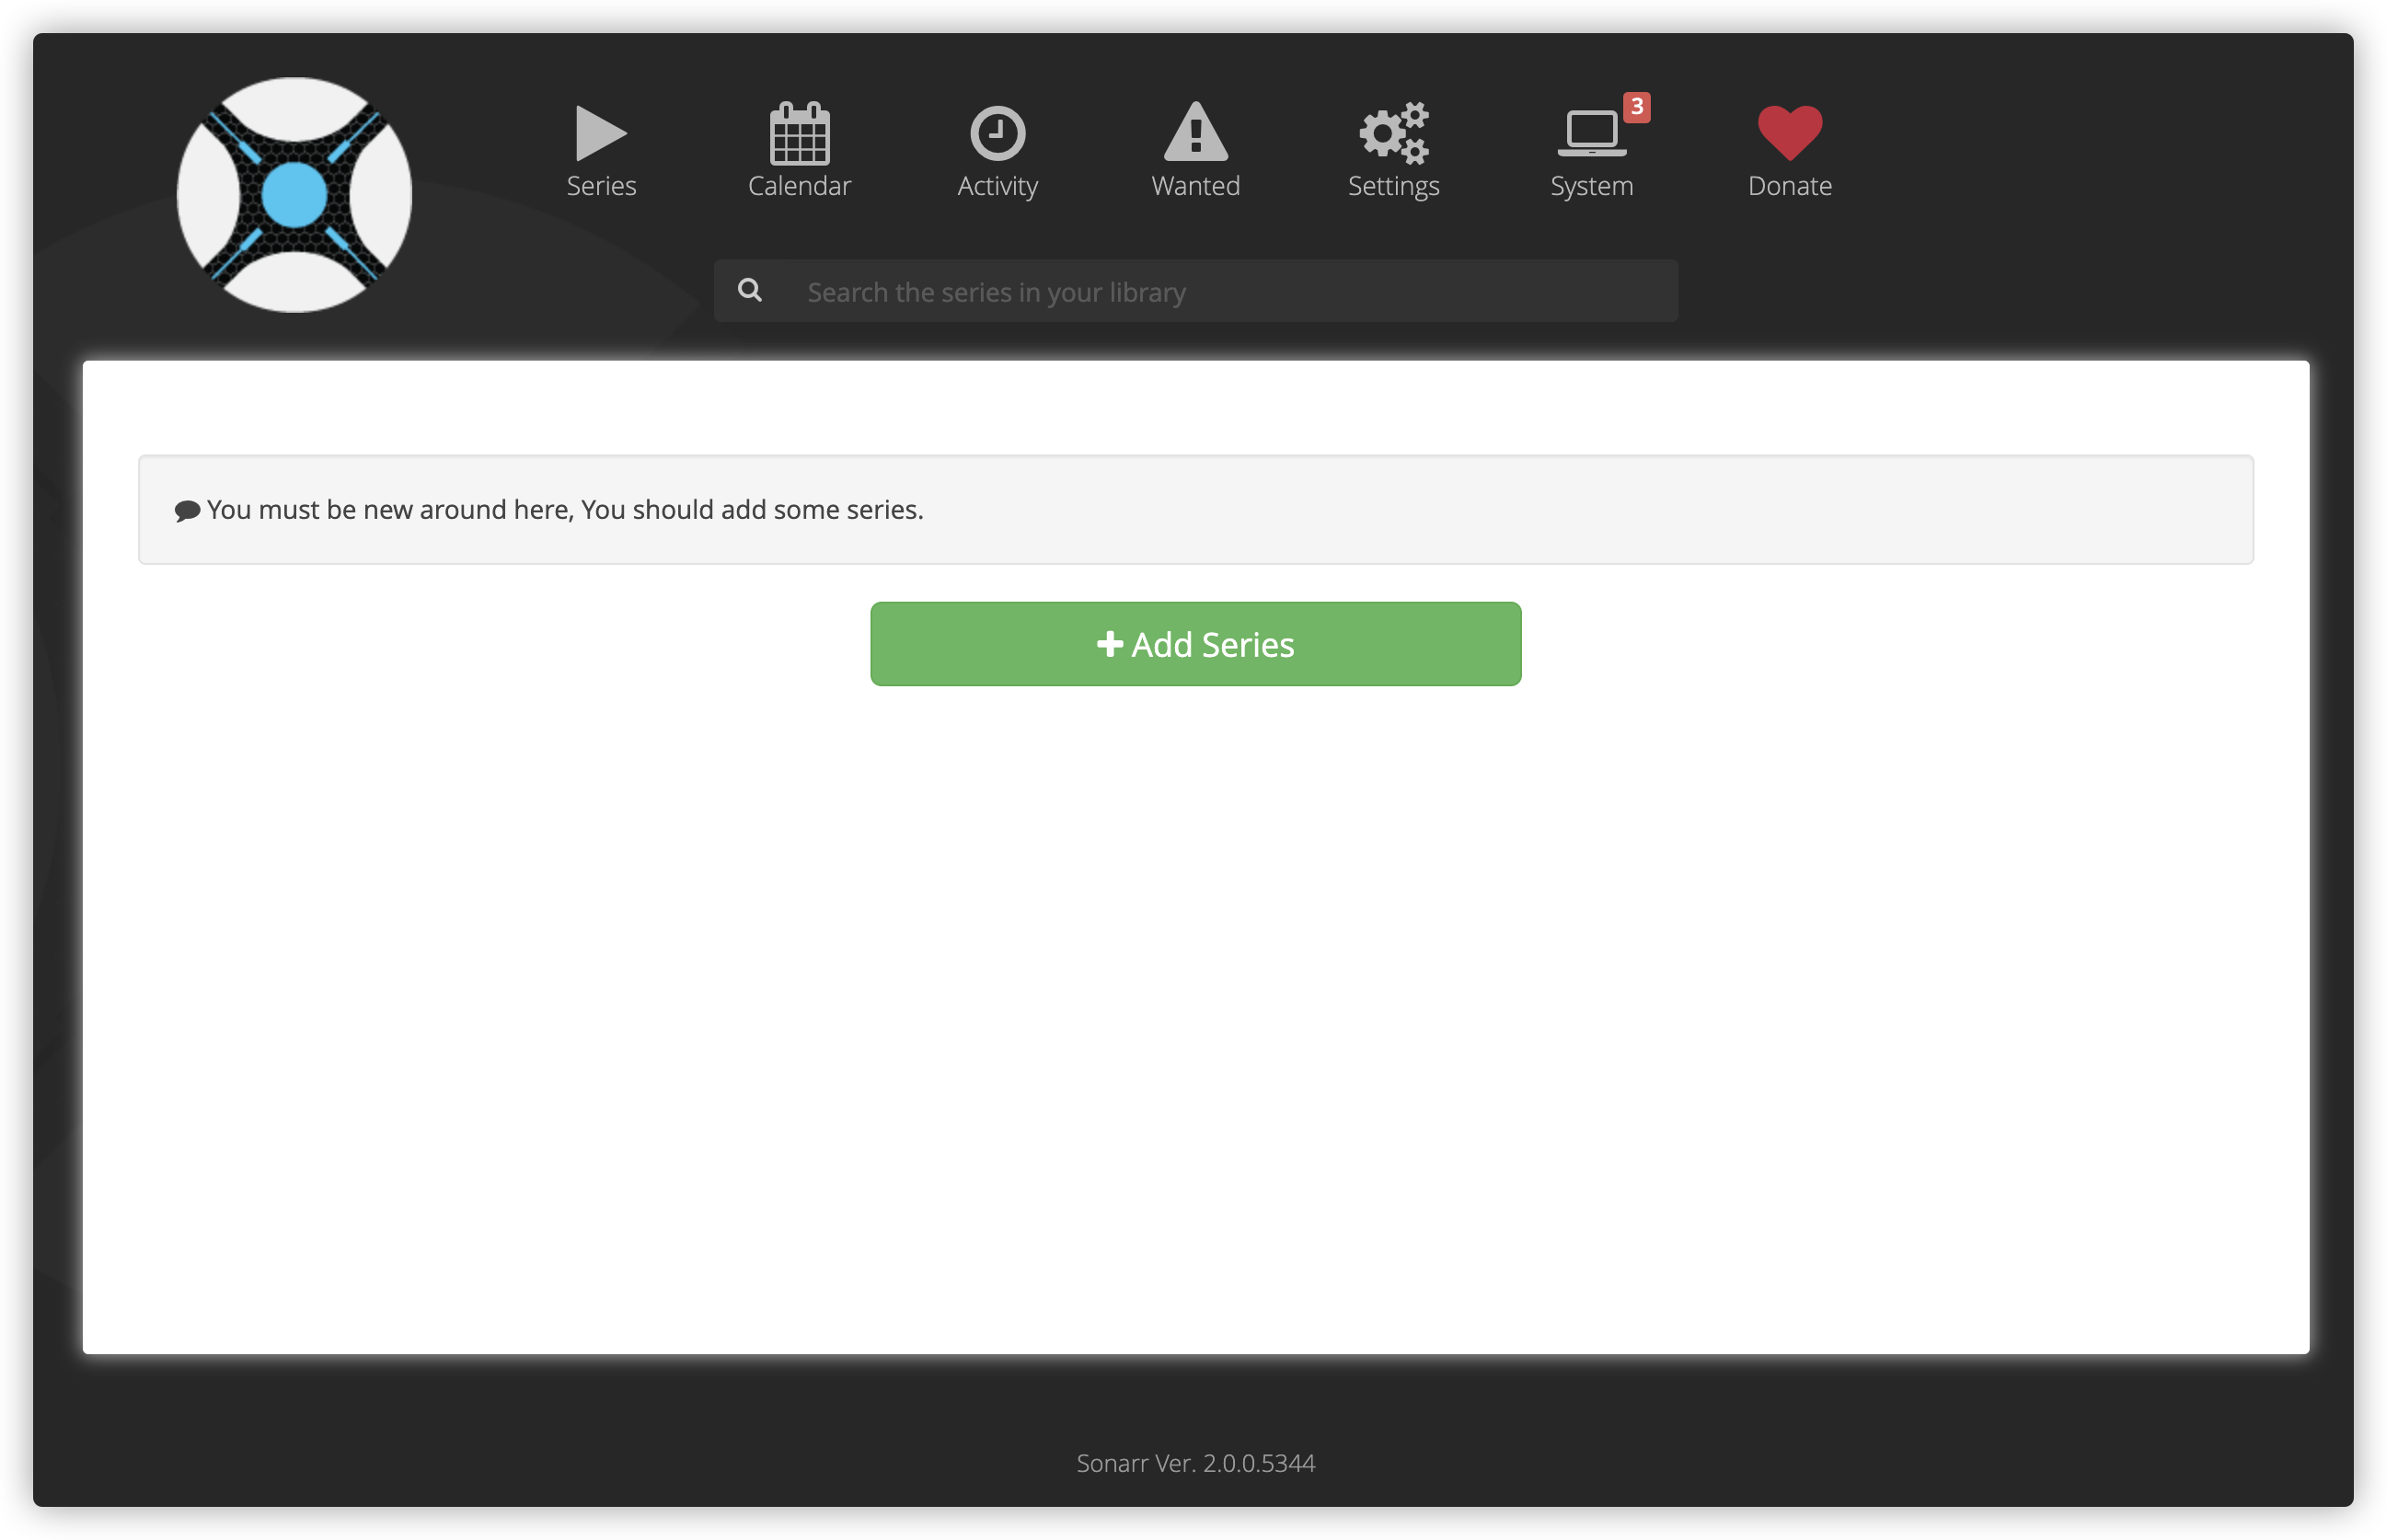 3
Series Calendar Activity Wanted Settings System Donate
Search the series in your library
You must be new around here, You should add some series.
Add Series
Sonarr Ver. 2.0.0.5344